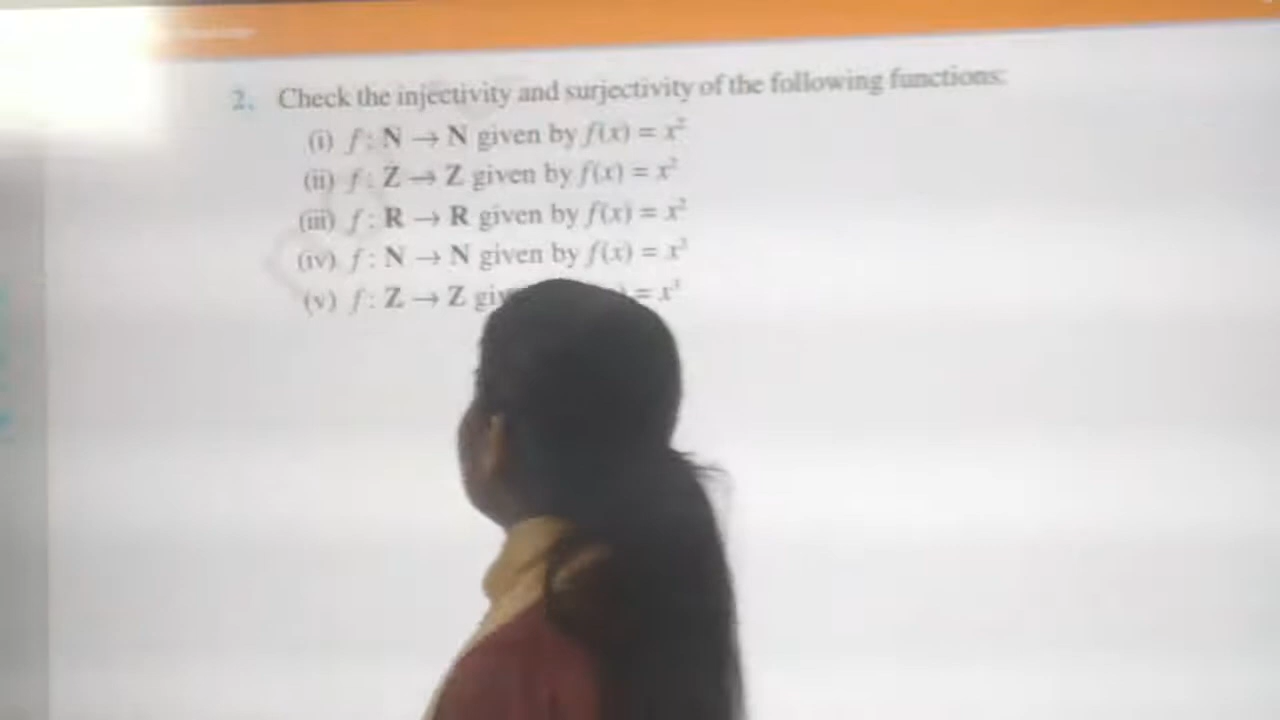 2. Check the injectivity and surjectivity of the following functions:
(i) f : N → N given by f(x) = x²
(ii) f : Z → Z given by f(x) = x²
(iii) f : R → R given by f(x) = x²
(iv) f : N → N given by f(x) = x³
(v) f : Z → Z giv = x³